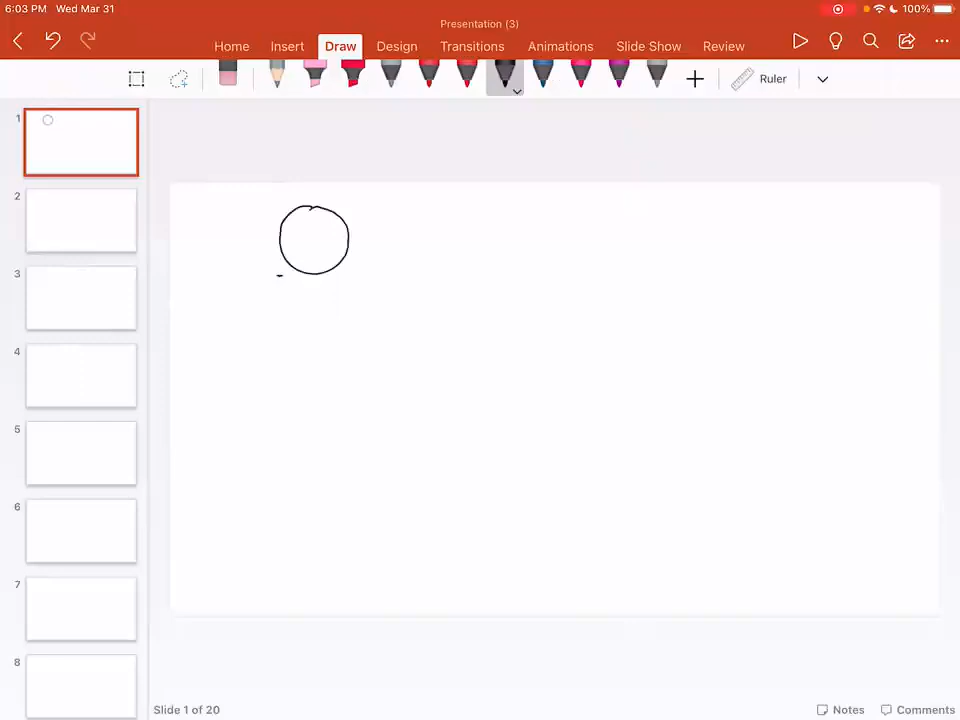 6:03 PM Wed Mar 31 100%
Presentation (3)
Home Insert Draw Design Transitions Animations Slide Show Review
Ruler
1
2
3
4
5
6
7
8
Slide 1 of 20 Notes Comments